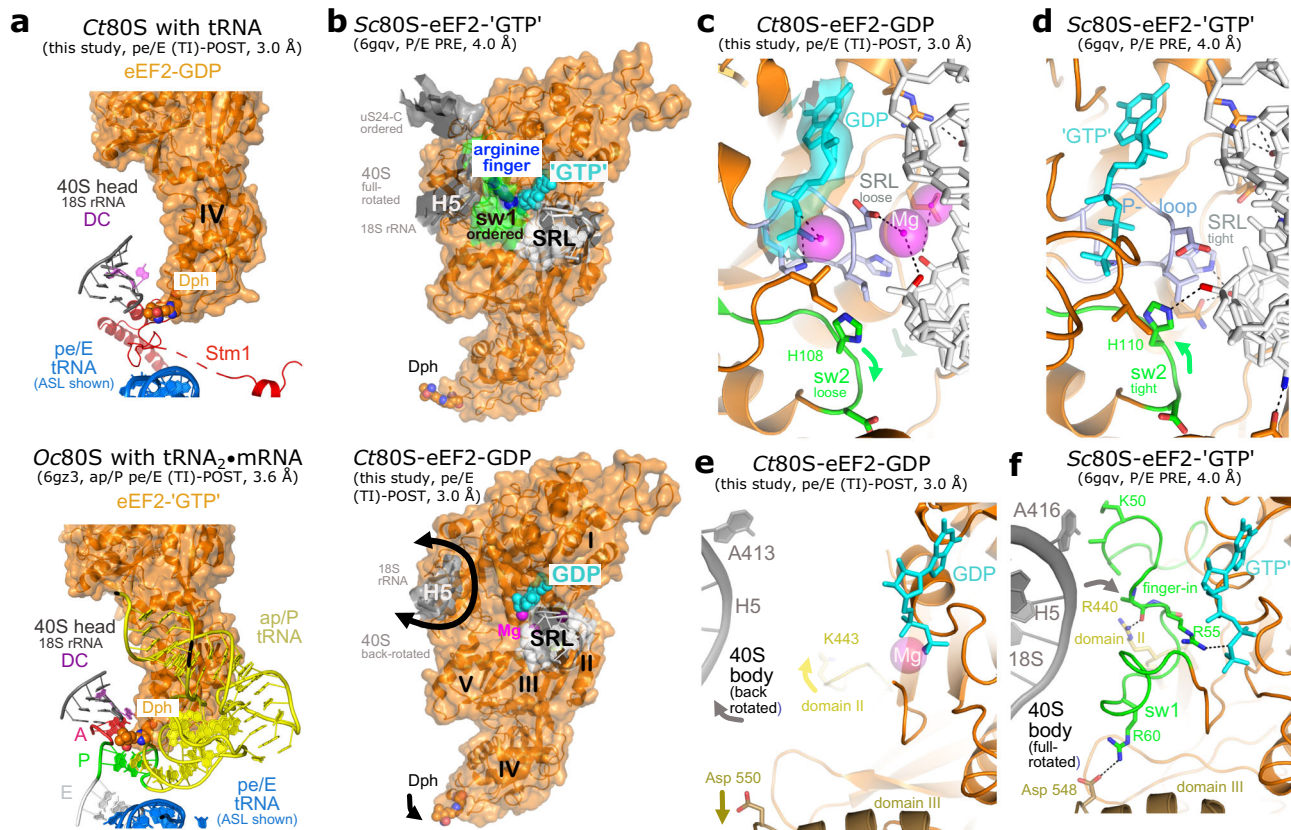 a
Ct80S with tRNA
(this study, pe/E (TI)-POST, 3.0 Å)
eEF2-GDP
40S head
18S rRNA
DC
IV
Dph
pe/E
tRNA
(ASL shown)
Stm1
Oc80S with tRNA₂•mRNA
(6gz3, ap/P pe/E (TI)-POST, 3.6 Å)
eEF2-'GTP'
ap/P
tRNA
40S head
18S rRNA
DC
Dph
A
P
E
pe/E
tRNA
(ASL shown)
b
Sc80S-eEF2-'GTP'
(6gqv, P/E PRE, 4.0 Å)
uS24-C
ordered
arginine
finger
'GTP'
40S
full-
rotated
H5
18S rRNA
sw1
ordered
SRL
Dph
Ct80S-eEF2-GDP
(this study, pe/E
(TI)-POST, 3.0 Å)
I
18S
rRNA
H5
GDP
Mg
SRL
40S
back-rotated
II
V
III
IV
Dph
c
Ct80S-eEF2-GDP
(this study, pe/E (TI)-POST, 3.0 Å)
GDP
SRL
loose
Mg
H108
sw2
loose
d
Sc80S-eEF2-'GTP'
(6gqv, P/E PRE, 4.0 Å)
'GTP'
P-loop
SRL
tight
H110
sw2
tight
e
Ct80S-eEF2-GDP
(this study, pe/E (TI)-POST, 3.0 Å)
A413
GDP
H5
K443
Mg
40S
body
(back
rotated)
domain II
Asp 550
domain III
f
Sc80S-eEF2-'GTP'
(6gqv, P/E PRE, 4.0 Å)
K50
A416
GTP'
finger-in
H5
R440
R55
domain II
18S
sw1
40S
body
(full-
rotated)
R60
Asp 548
domain III